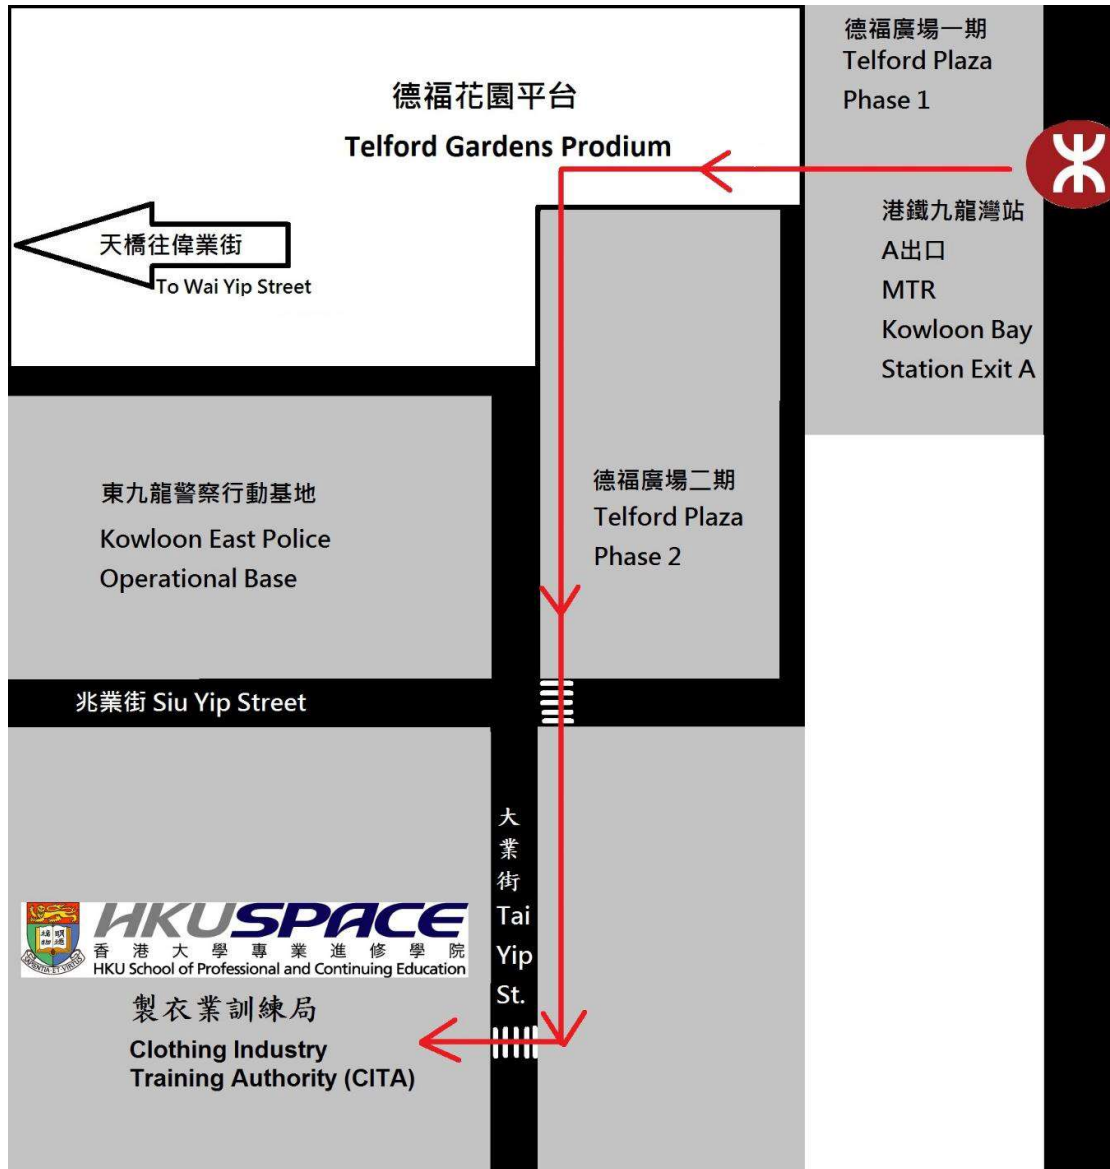 德福廣場一期
Telford Plaza
Phase 1
德福花園平台
Telford Gardens Prodium
港鐵九龍灣站
A出口
MTR
Kowloon Bay
Station Exit A
天橋往偉業街
To Wai Yip Street
東九龍警察行動基地
Kowloon East Police
Operational Base
德福廣場二期
Telford Plaza
Phase 2
兆業街 Siu Yip Street
大
業
街
Tai
Yip
St.
HKUSPACE
香港大學專業進修學院
HKU School of Professional and Continuing Education
製衣業訓練局
Clothing Industry
Training Authority (CITA)